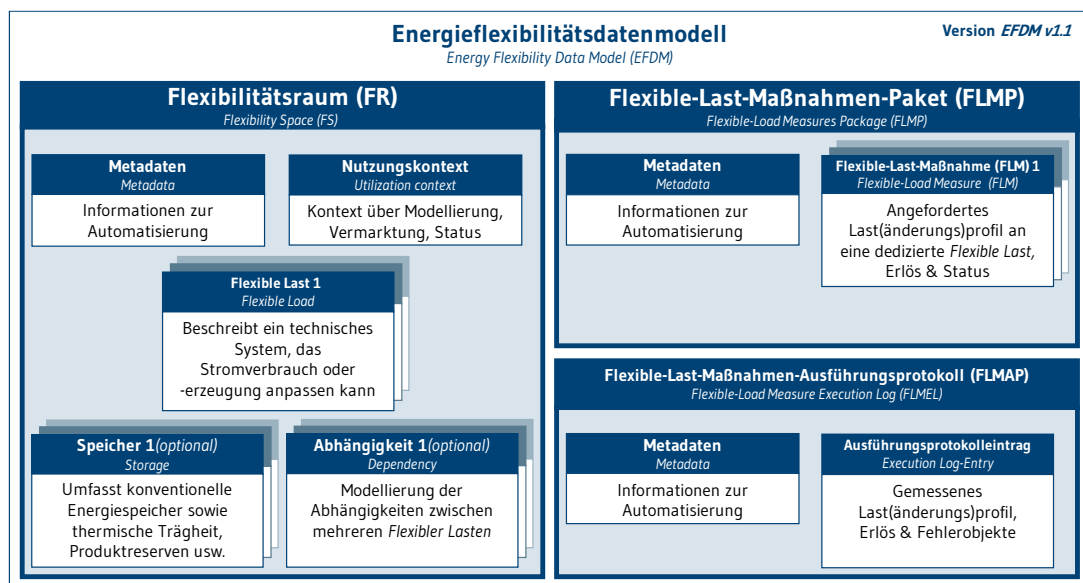 Energieflexibilitätsdatenmodell
Energy Flexibility Data Model (EFDM)
Version EFDM v1.1
Flexibilitätsraum (FR)
Flexibility Space (FS)
Metadaten
Metadata
Informationen zur
Automatisierung
Nutzungskontext
Utilization context
Kontext über Modellierung,
Vermarktung, Status
Flexible Last 1
Flexible Load
Beschreibt ein technisches
System, das
Stromverbrauch oder
-erzeugung anpassen kann
Speicher 1(optional)
Storage
Umfasst konventionelle
Energiespeicher sowie
thermische Trägheit,
Produktreserven usw.
Abhängigkeit 1(optional)
Dependency
Modellierung der
Abhängigkeiten zwischen
mehreren Flexibler Lasten
Flexible-Last-Maßnahmen-Paket (FLMP)
Flexible-Load Measures Package (FLMP)
Metadaten
Metadata
Informationen zur
Automatisierung
Flexible-Last-Maßnahme (FLM) 1
Flexible-Load Measure (FLM)
Angefordertes
Last(änderungs)profil an
eine dedizierte Flexible Last,
Erlös & Status
Flexible-Last-Maßnahmen-Ausführungsprotokoll (FLMAP)
Flexible-Load Measure Execution Log (FLMEL)
Metadaten
Metadata
Informationen zur
Automatisierung
Ausführungsprotokolleintrag
Execution Log-Entry
Gemessenes
Last(änderungs)profil,
Erlös & Fehlerobjekte